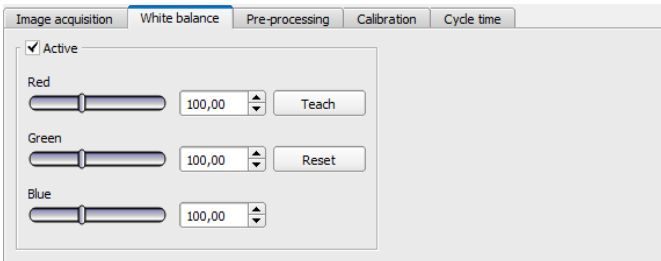 Image acquisition White balance Pre-processing Calibration Cycle time
Active
Red
100,00 Teach
Green
100,00 Reset
Blue
100,00